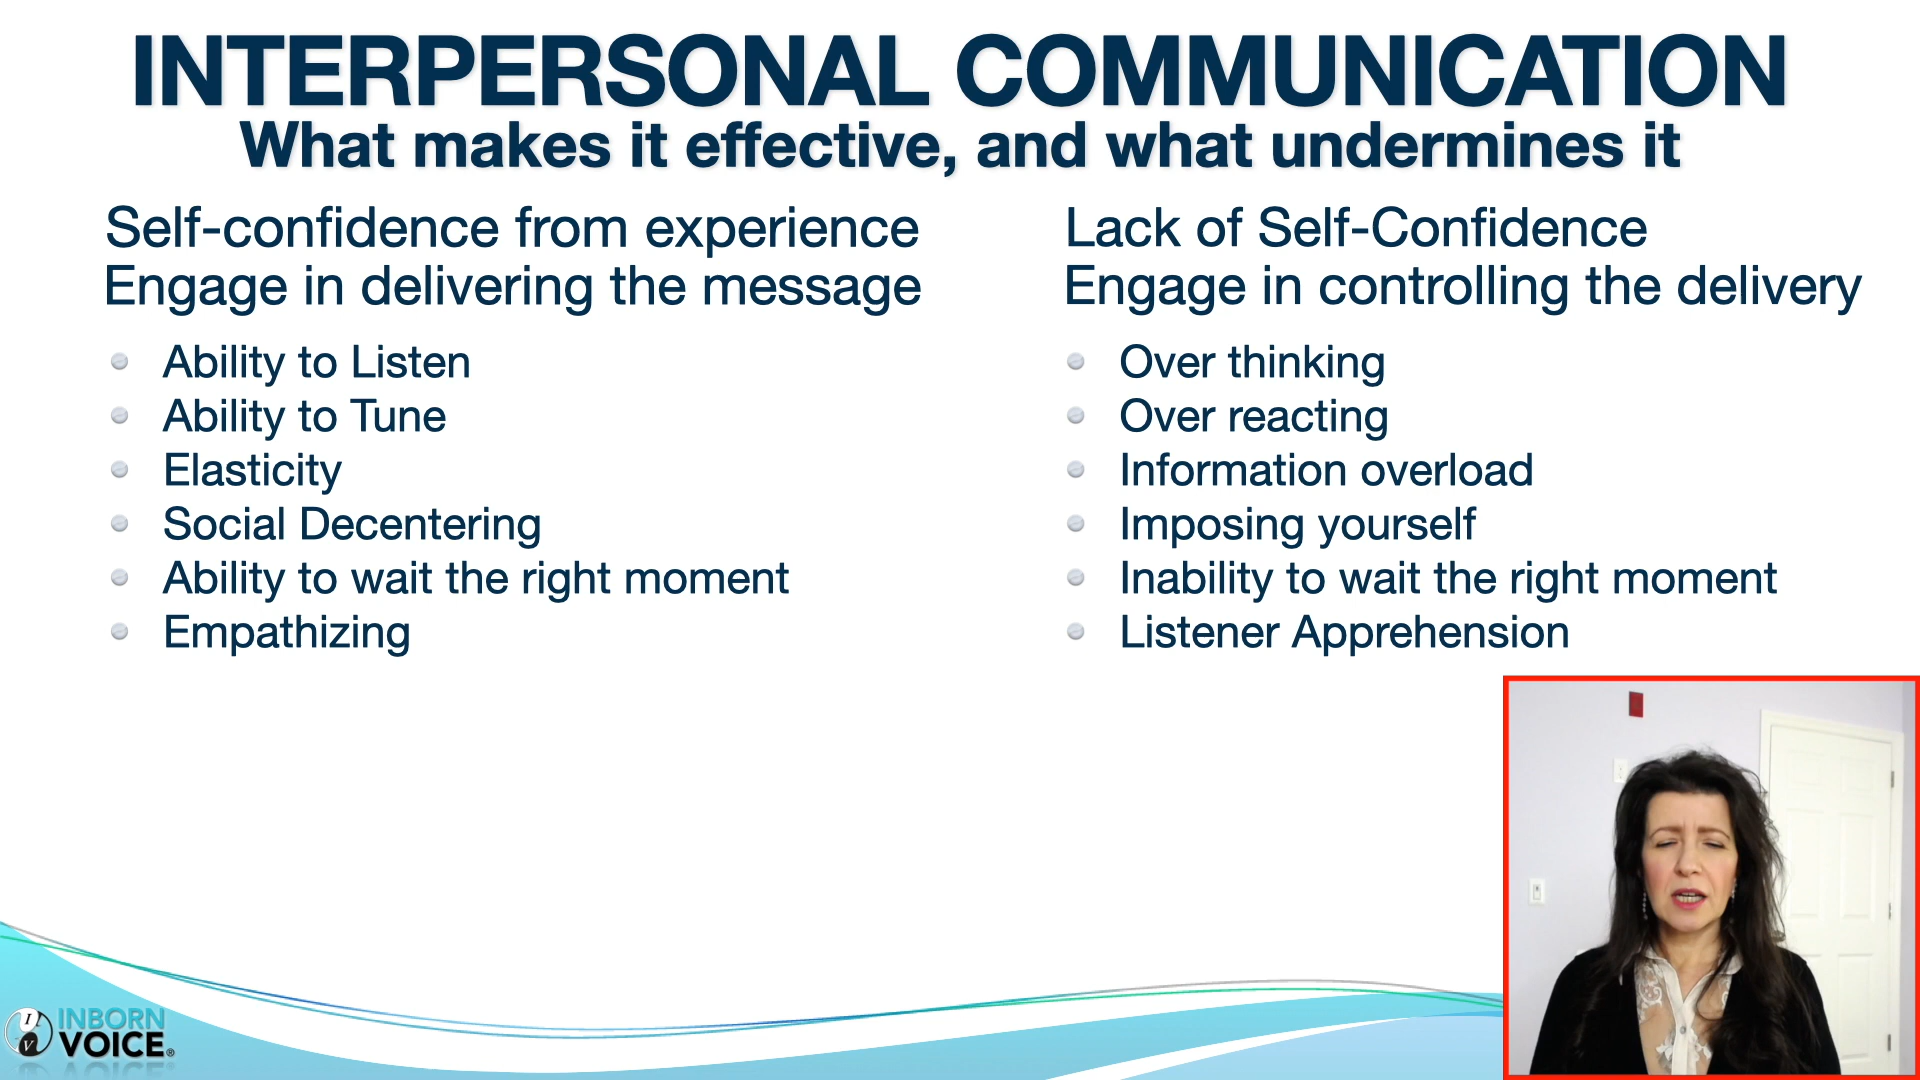 INTERPERSONAL COMMUNICATION
What makes it effective, and what undermines it
Self-confidence from experience
Engage in delivering the message
Ability to Listen
Ability to Tune
Elasticity
Social Decentering
Ability to wait the right moment
Empathizing
Lack of Self-Confidence
Engage in controlling the delivery
Over thinking
Over reacting
Information overload
Imposing yourself
Inability to wait the right moment
Listener Apprehension
I
V
INBORN
VOICE®